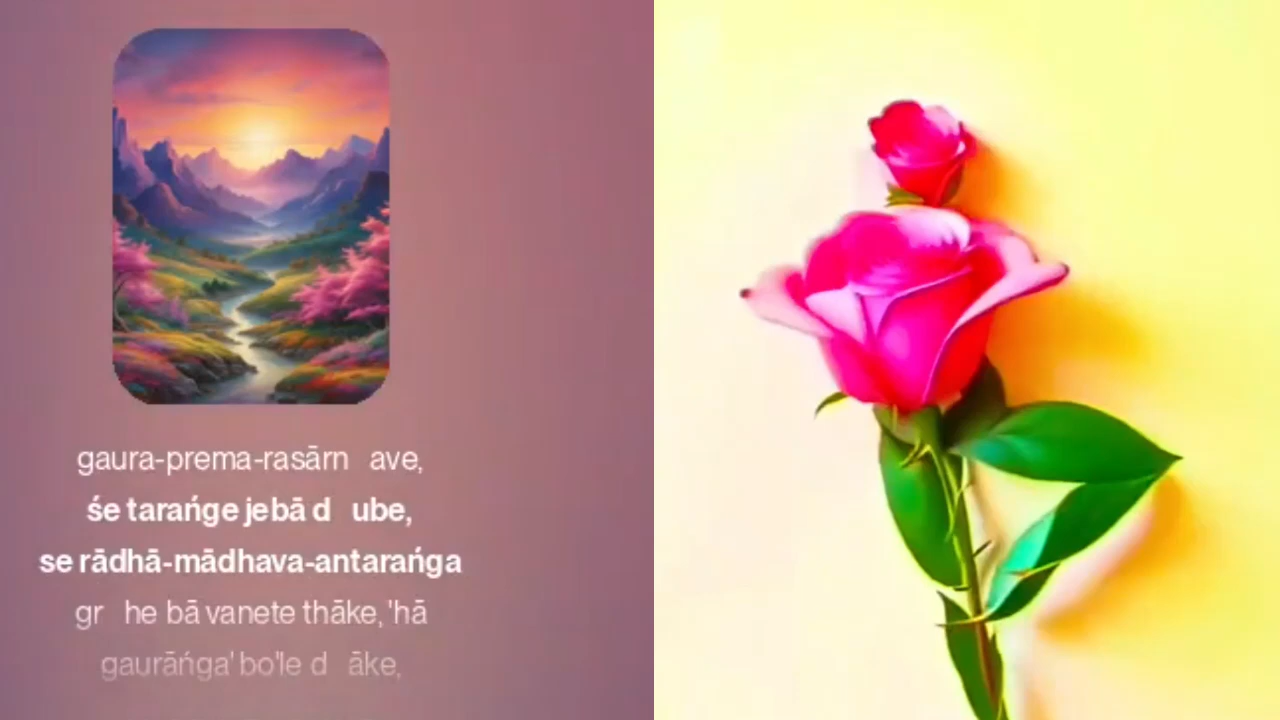 gaura-prema-rasārn ave,
śe tarańge jebā d ube,
se rādhā-mādhava-antarańga
gr he bā vanete thāke, 'hā
gaurāńga' bo'le d āke,